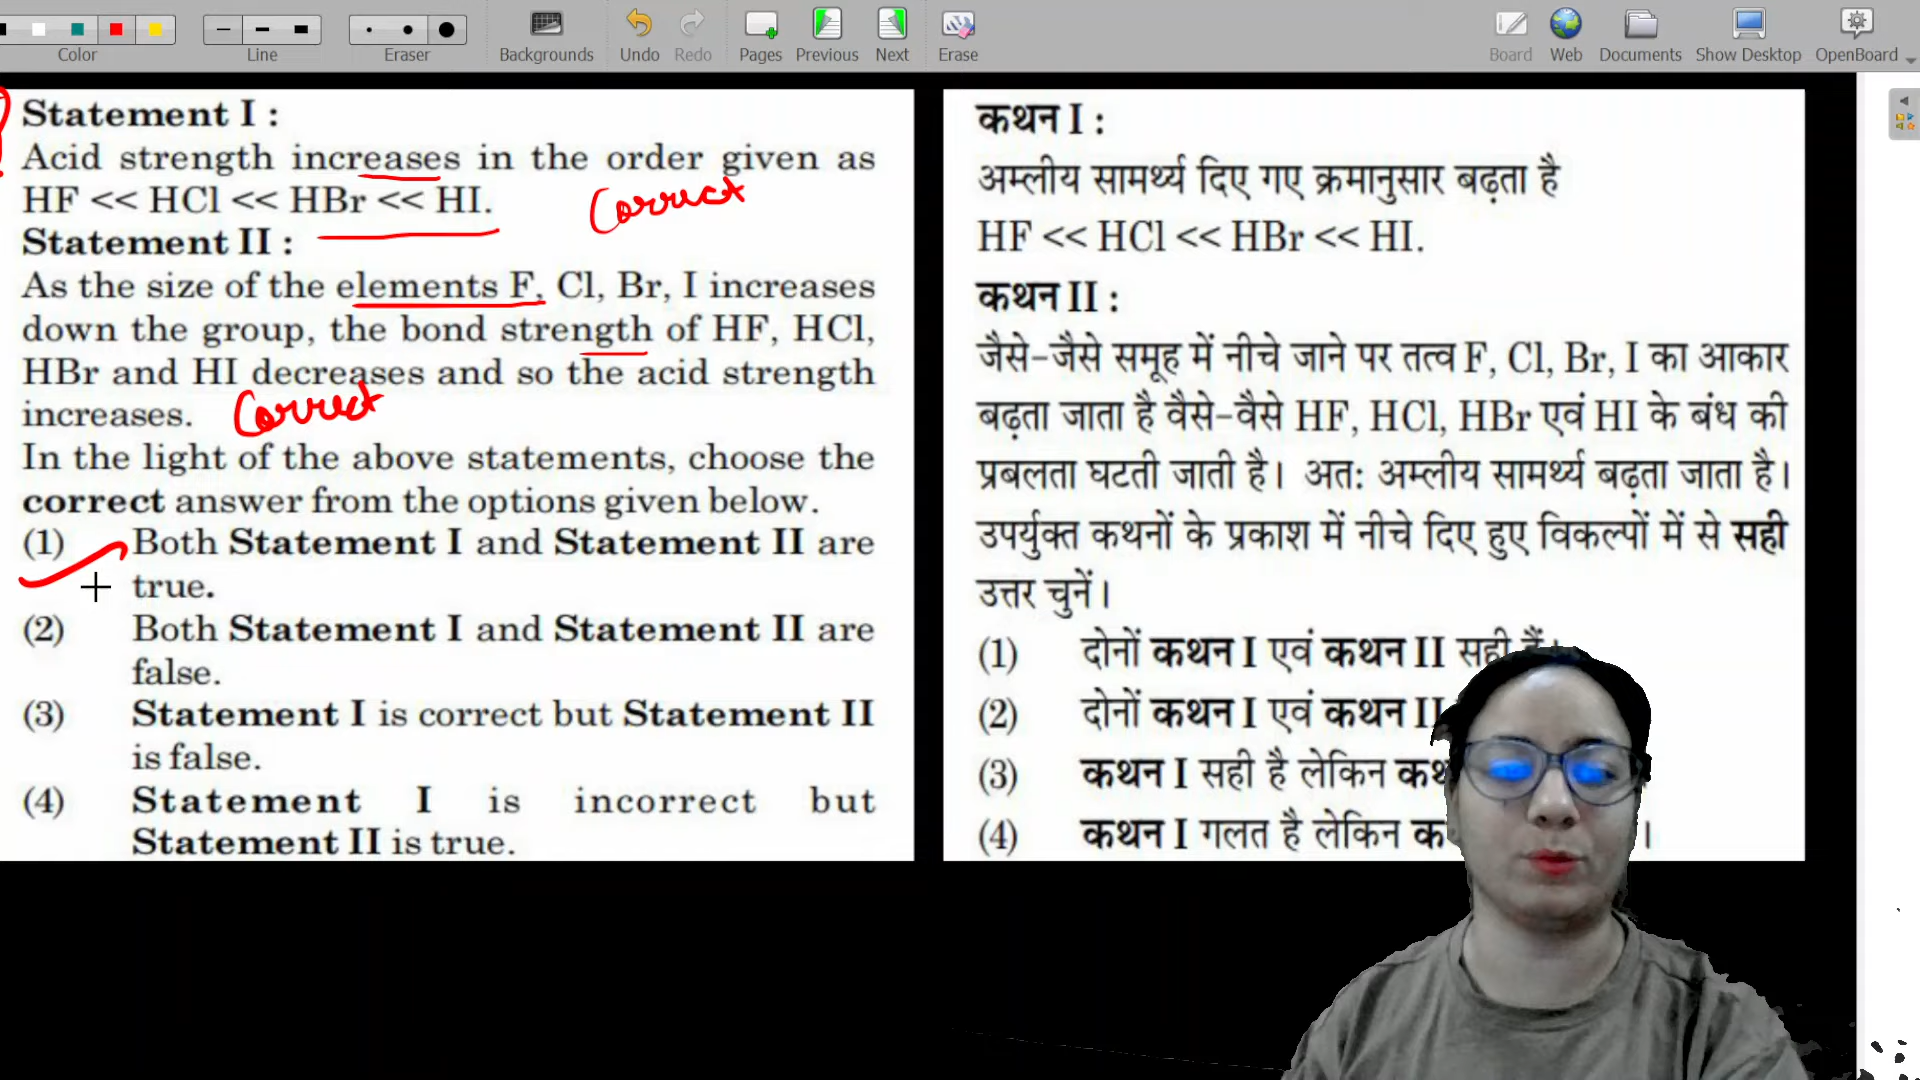 Color
Line
Eraser
Backgrounds
Undo
Redo
Pages
Previous
Next
Erase
Board
Web
Documents
Show Desktop
OpenBoard
Statement I :
Acid strength increases in the order given as
HF << HCl << HBr << HI.
Correct
Statement II :
As the size of the elements F, Cl, Br, I increases
down the group, the bond strength of HF, HCl,
HBr and HI decreases and so the acid strength
increases.
Correct
In the light of the above statements, choose the
correct answer from the options given below.
(1) Both Statement I and Statement II are
true.
(2) Both Statement I and Statement II are
false.
(3) Statement I is correct but Statement II
is false.
(4) Statement I is incorrect but
Statement II is true.
कथन I :
अम्लीय सामर्थ्य दिए गए क्रमानुसार बढ़ता है
HF << HCl << HBr << HI.
कथन II :
जैसे-जैसे समूह में नीचे जाने पर तत्व F, Cl, Br, I का आकार
बढ़ता जाता है वैसे-वैसे HF, HCl, HBr एवं HI के बंध की
प्रबलता घटती जाती है। अत: अम्लीय सामर्थ्य बढ़ता जाता है।
उपर्युक्त कथनों के प्रकाश में नीचे दिए हुए विकल्पों में से सही
उत्तर चुनें।
(1) दोनों कथन I एवं कथन II सही हैं।
(2) दोनों कथन I एवं कथन II
(3) कथन I सही है लेकिन
(4) कथन I गलत है लेकिन